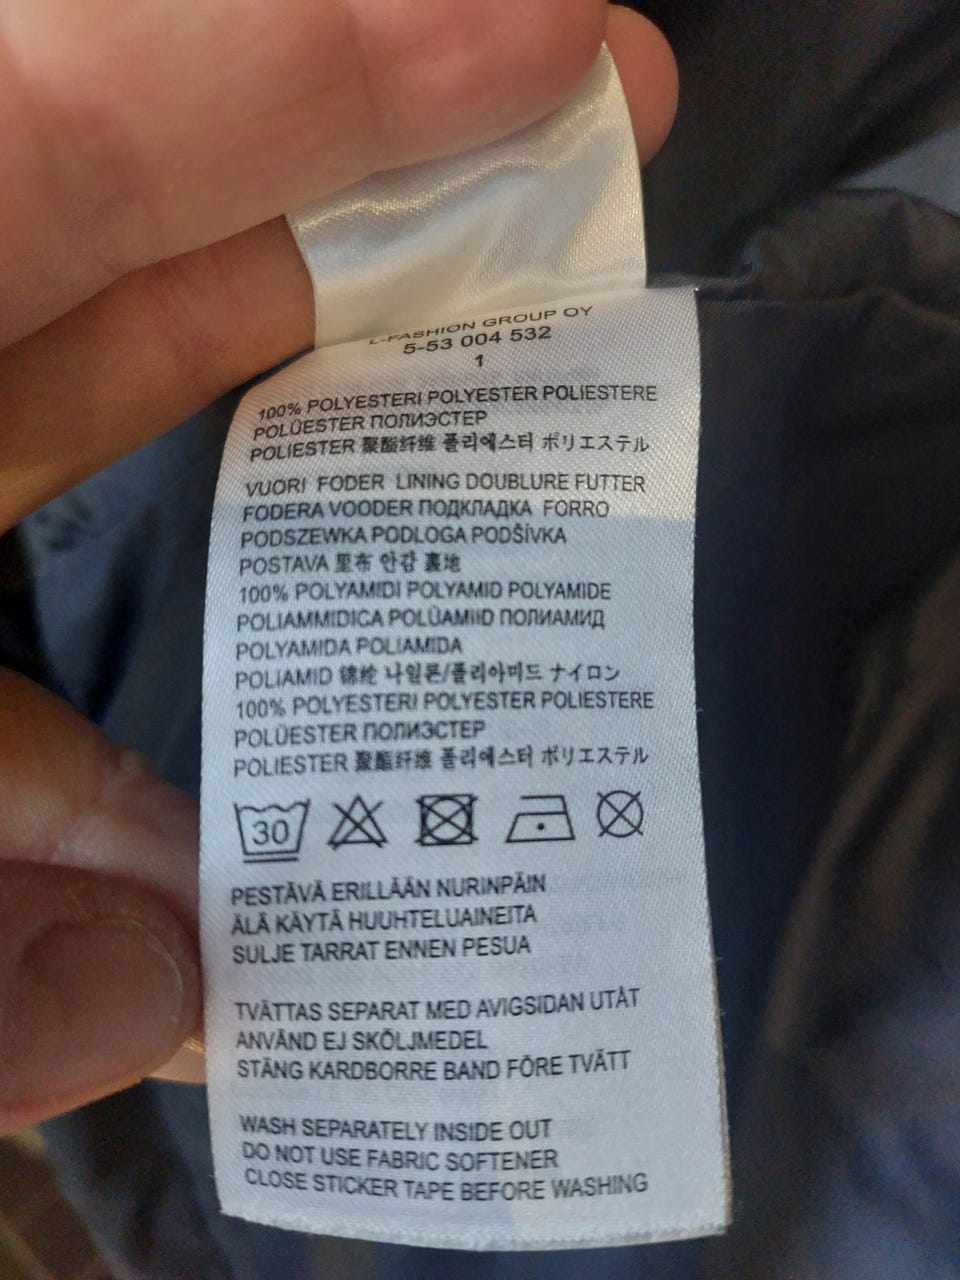 L-FASHION GROUP OY
5-53 004 532
1
100% POLYESTERI POLYESTER POLIESTERE
POLÜESTER ПОЛИЭСТЕР
POLIESTER 聚酯纤维 폴리에스터 ポリエステル
VUORI FODER LINING DOUBLURE FUTTER
FODERA VOODER ПОДКЛАДКА FORRO
PODSZEWKA PODLOGA PODŠÍVKA
POSTAVA 里布 안감 裏地
100% POLYAMIDI POLYAMID POLYAMIDE
POLIAMMIDICA POLÜAMIID ПОЛИАМИД
POLYAMIDA POLIAMIDA
POLIAMID 锦纶 나일론/폴리아미드 ナイロン
100% POLYESTERI POLYESTER POLIESTERE
POLÜESTER ПОЛИЭСТЕР
POLIESTER 聚酯纤维 폴리에스터 ポリエステル
30
PESTÄVÄ ERILLÄÄN NURINPÄIN
ÄLÄ KÄYTÄ HUUHTELUAINEITA
SULJE TARRAT ENNEN PESUA
TVÄTTAS SEPARAT MED AVIGSIDAN UTÅT
ANVÄND EJ SKÖLJMEDEL
STÄNG KARDBORRE BAND FÖRE TVÄTT
WASH SEPARATELY INSIDE OUT
DO NOT USE FABRIC SOFTENER
CLOSE STICKER TAPE BEFORE WASHING